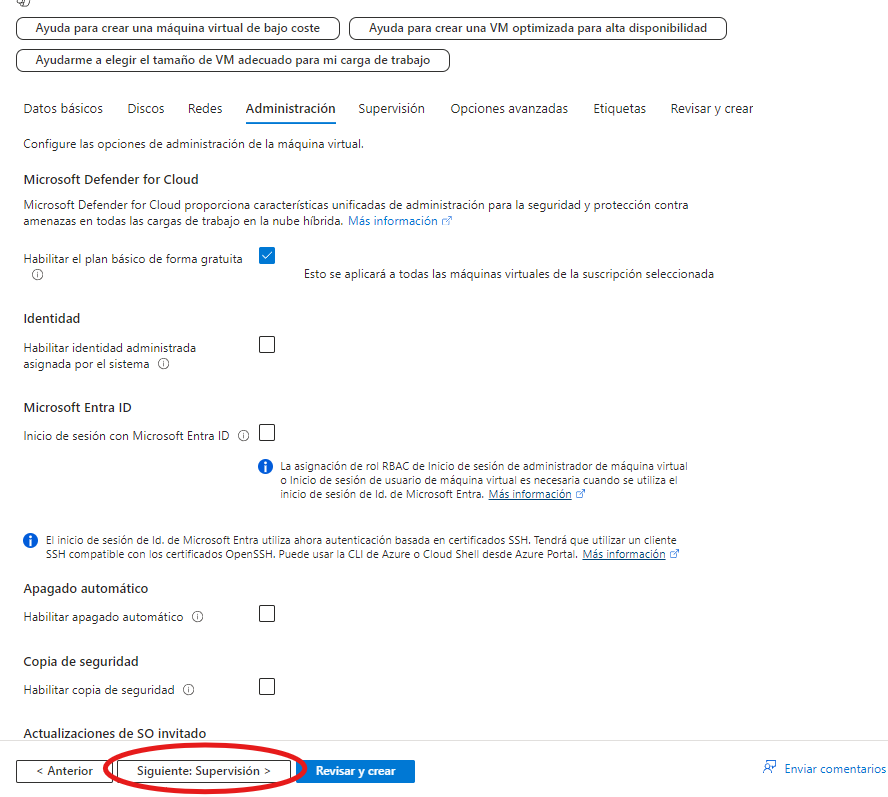 Ayuda para crear una máquina virtual de bajo coste
Ayuda para crear una VM optimizada para alta disponibilidad
Ayudarme a elegir el tamaño de VM adecuado para mi carga de trabajo
Datos básicos
Discos
Redes
Administración
Supervisión
Opciones avanzadas
Etiquetas
Revisar y crear
Configure las opciones de administración de la máquina virtual.
Microsoft Defender for Cloud
Microsoft Defender for Cloud proporciona características unificadas de administración para la seguridad y protección contra
amenazas en todas las cargas de trabajo en la nube híbrida. Más información
Habilitar el plan básico de forma gratuita
Esto se aplicará a todas las máquinas virtuales de la suscripción seleccionada
Identidad
Habilitar identidad administrada
asignada por el sistema
Microsoft Entra ID
Inicio de sesión con Microsoft Entra ID
La asignación de rol RBAC de Inicio de sesión de administrador de máquina virtual
o Inicio de sesión de usuario de máquina virtual es necesaria cuando se utiliza el
inicio de sesión de Id. de Microsoft Entra. Más información
El inicio de sesión de Id. de Microsoft Entra utiliza ahora autenticación basada en certificados SSH. Tendrá que utilizar un cliente
SSH compatible con los certificados OpenSSH. Puede usar la CLI de Azure o Cloud Shell desde Azure Portal. Más información
Apagado automático
Habilitar apagado automático
Copia de seguridad
Habilitar copia de seguridad
Actualizaciones de SO invitado
< Anterior
Siguiente: Supervisión >
Revisar y crear
Enviar comentarios